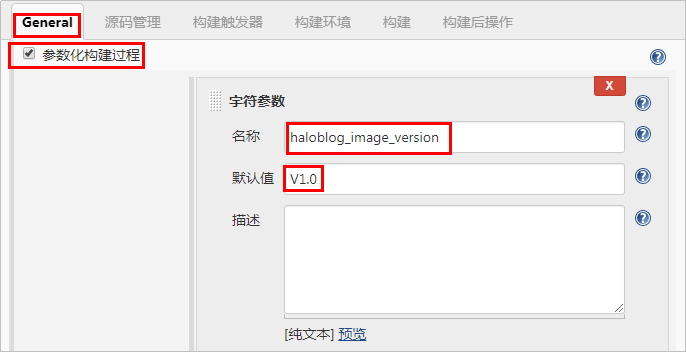 General 源码管理 构建触发器 构建环境 构建 构建后操作
参数化构建过程
X
字符参数
名称 haloblog_image_version
默认值 V1.0
描述
[纯文本] 预览